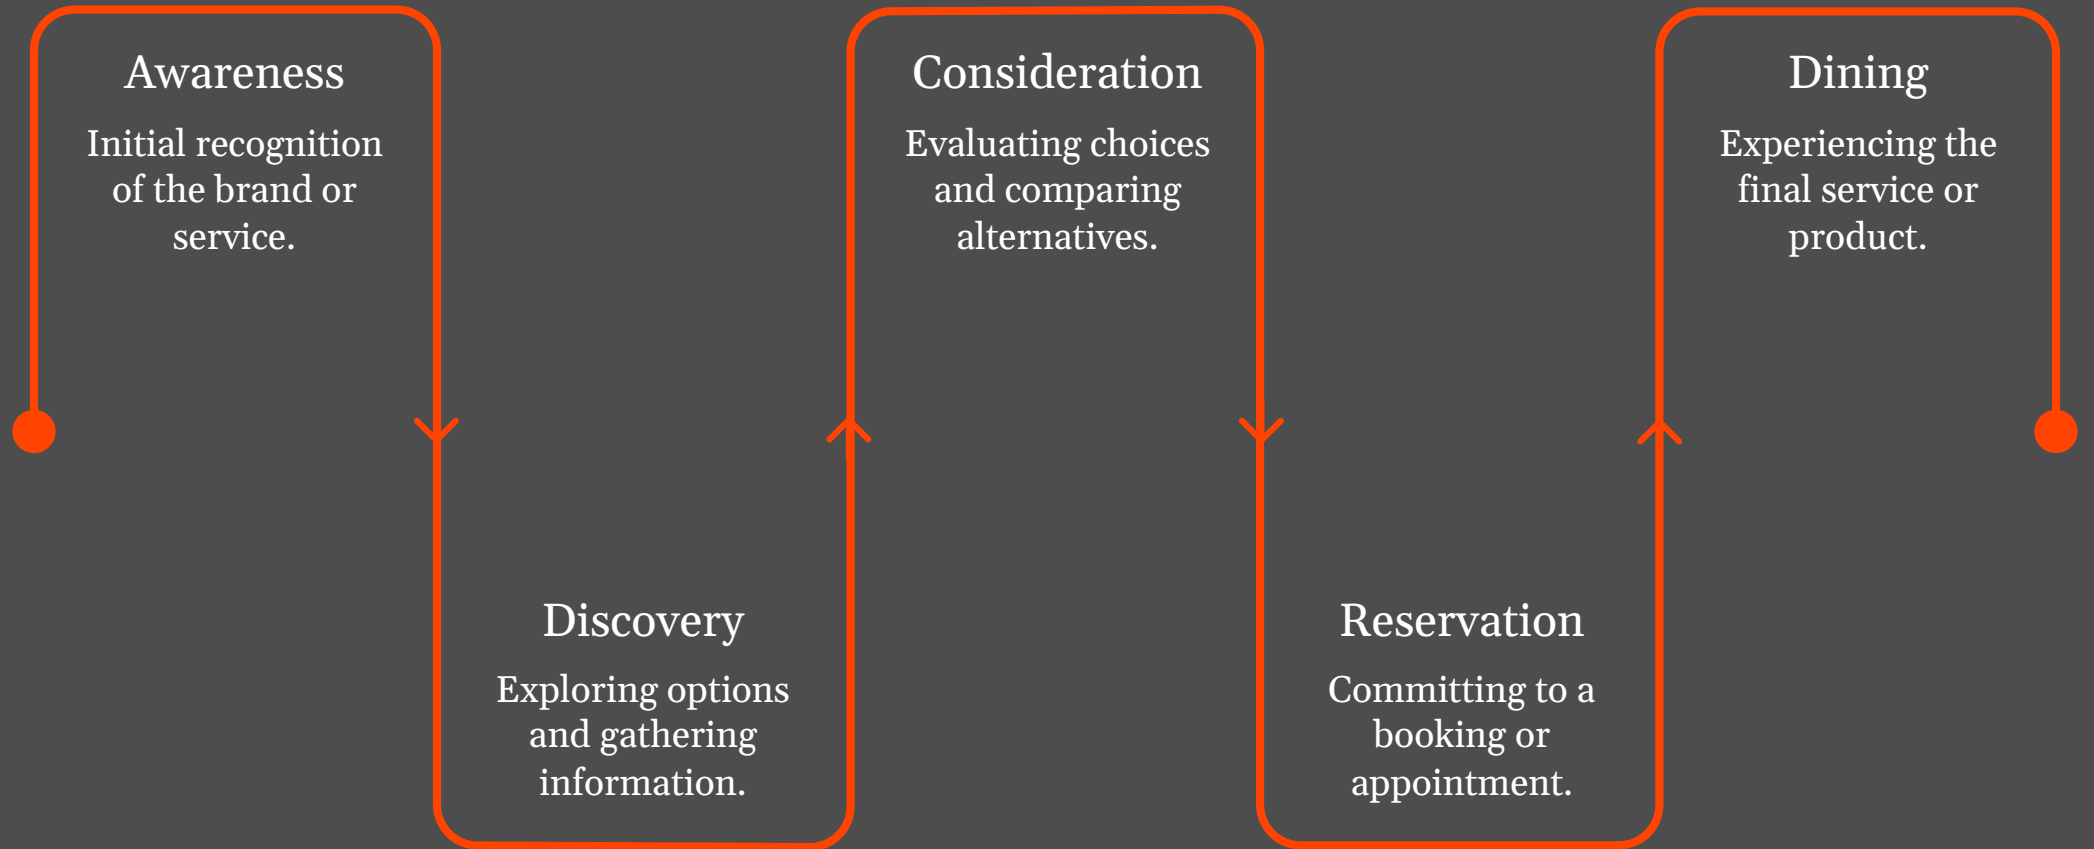 Awareness
Initial recognition
of the brand or
service.
Discovery
Exploring options
and gathering
information.
Consideration
Evaluating choices
and comparing
alternatives.
Reservation
Committing to a
booking or
appointment.
Dining
Experiencing the
final service or
product.